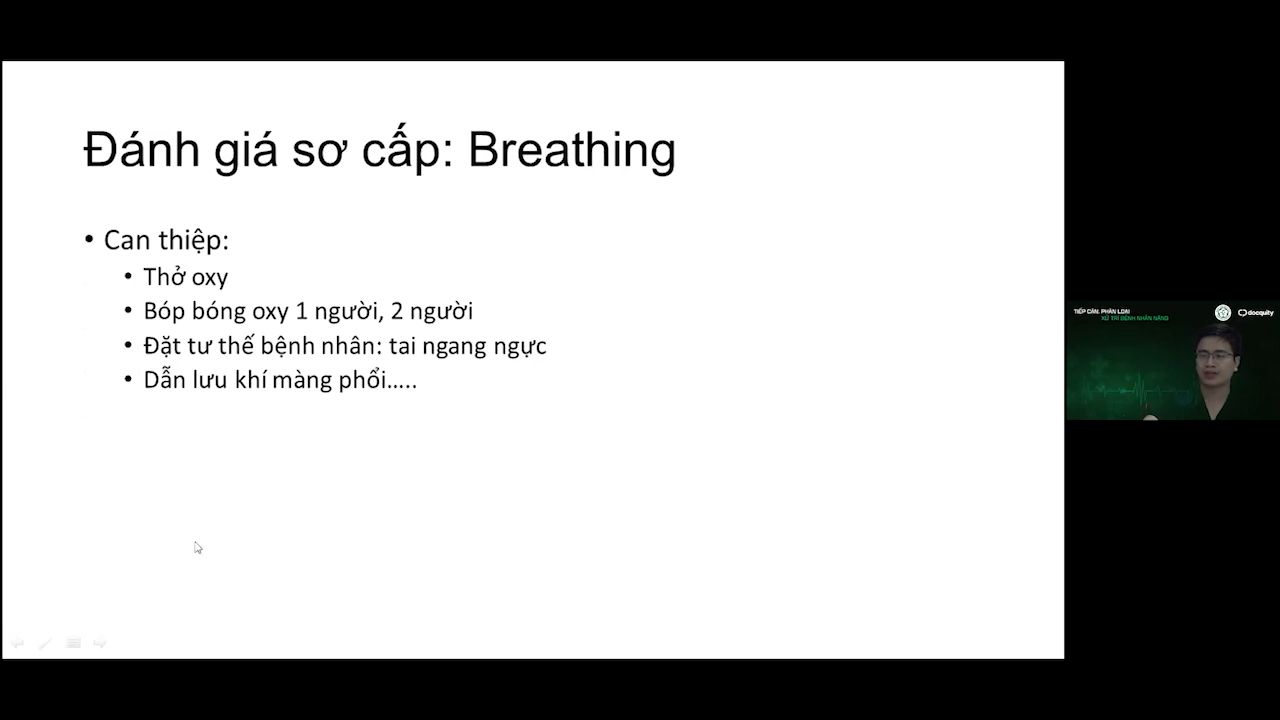 Đánh giá sơ cấp: Breathing
• Can thiệp:
• Thở oxy
• Bóp bóng oxy 1 người, 2 người
• Đặt tư thế bệnh nhân: tai ngang ngực
• Dẫn lưu khí màng phổi.....
TIẾP CẬN, PHÂN LOẠI
XỬ TRÍ BỆNH NHÂN NẶNG
docquity